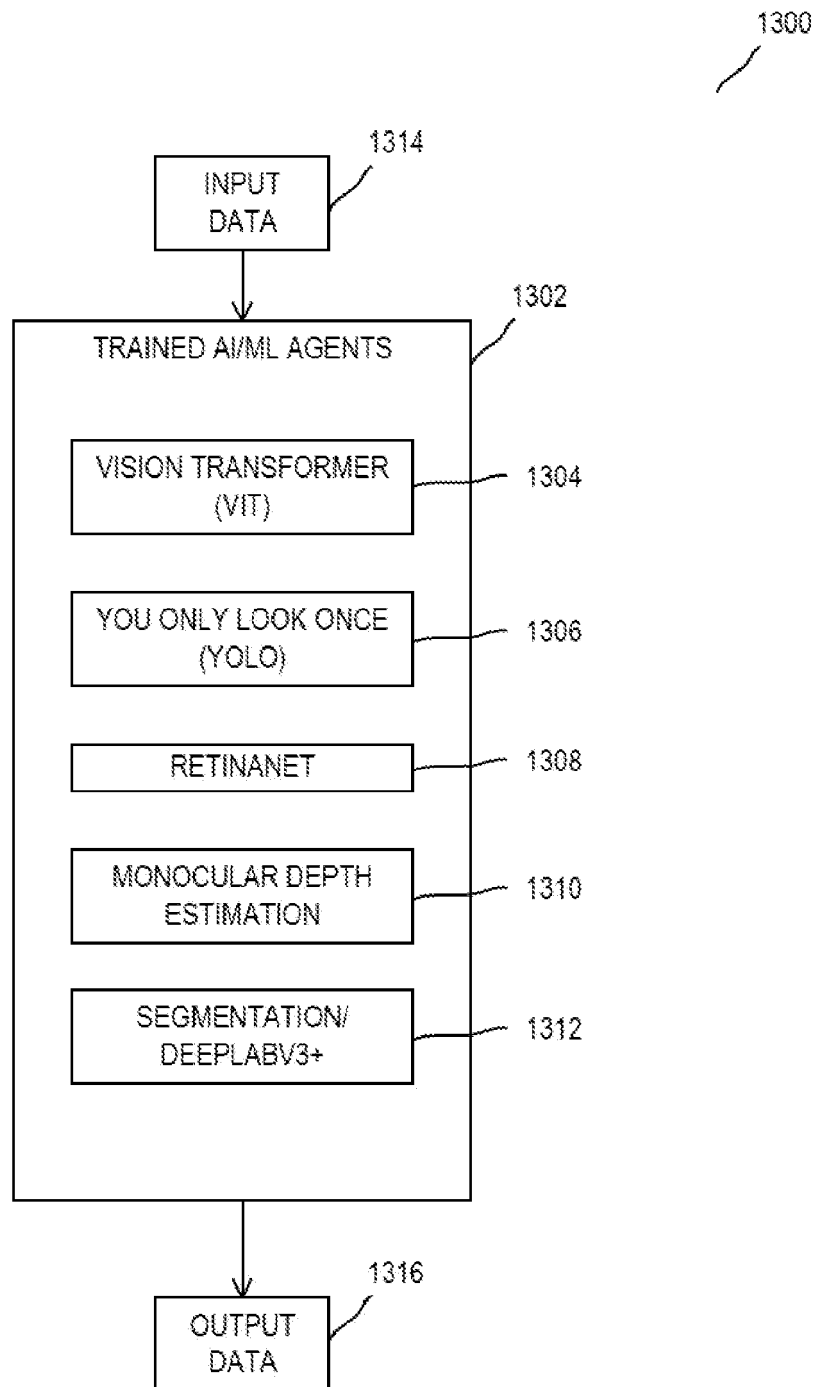 1300
1314
INPUT
DATA
1302
TRAINED AI/ML AGENTS
VISION TRANSFORMER
(VIT)
1304
YOU ONLY LOOK ONCE
(YOLO)
1306
RETINANET
1308
MONOCULAR DEPTH
ESTIMATION
1310
SEGMENTATION/
DEEPLABV3+
1312
1316
OUTPUT
DATA